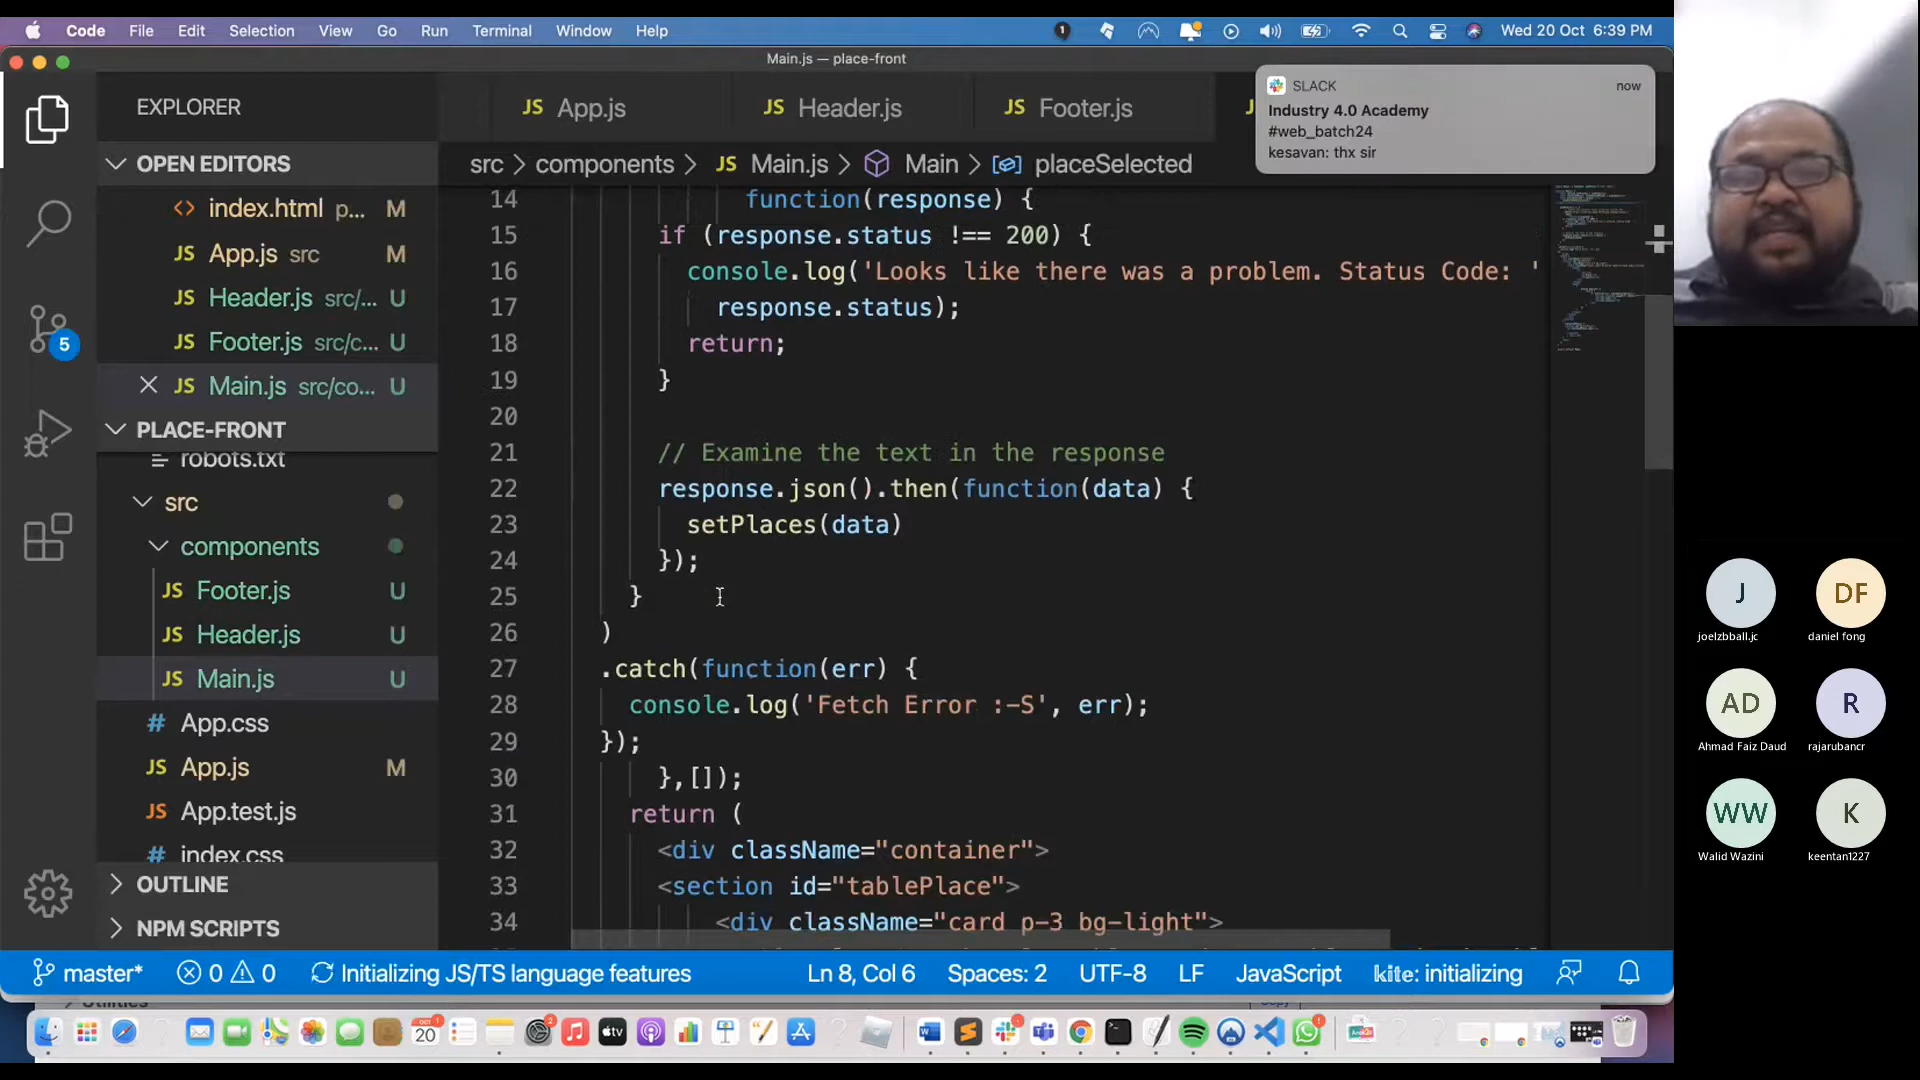 Code File Edit Selection View Go Run Terminal Window Help
1
Wed 20 Oct 6:39 PM
Main.js — place-front
EXPLORER
OPEN EDITORS
<> index.html p... M
JS App.js src M
JS Header.js src/... U
JS Footer.js src/c... U
JS Main.js src/co... U
PLACE-FRONT
robots.txt
src
components
JS Footer.js U
JS Header.js U
JS Main.js U
# App.css
JS App.js M
JS App.test.js
# index.css
OUTLINE
NPM SCRIPTS
5
JS App.js
JS Header.js
JS Footer.js
src > components > JS Main.js > Main > placeSelected
SLACK now
Industry 4.0 Academy
#web_batch24
kesavan: thx sir
14 function(response) {
15 if (response.status !== 200) {
16 console.log('Looks like there was a problem. Status Code: '
17 response.status);
18 return;
19 }
20
21 // Examine the text in the response
22 response.json().then(function(data) {
23 setPlaces(data)
24 });
25 }
26 )
27 .catch(function(err) {
28 console.log('Fetch Error :-S', err);
29 });
30 },[]);
31 return (
32 <div className="container">
33 <section id="tablePlace">
34 <div className="card p-3 bg-light">
master* 0 0 Initializing JS/TS language features Ln 8, Col 6 Spaces: 2 UTF-8 LF JavaScript kite: initializing
Utilities
OCT
20
tv
J
joelzbball.jc
DF
daniel fong
AD
Ahmad Faiz Daud
R
rajarubancr
WW
Walid Wazini
K
keentan1227